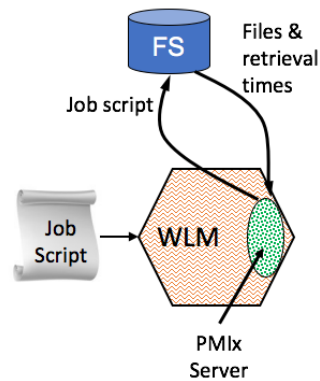 FS
Files &
retrieval
times
Job script
Job
Script
WLM
PMIx
Server